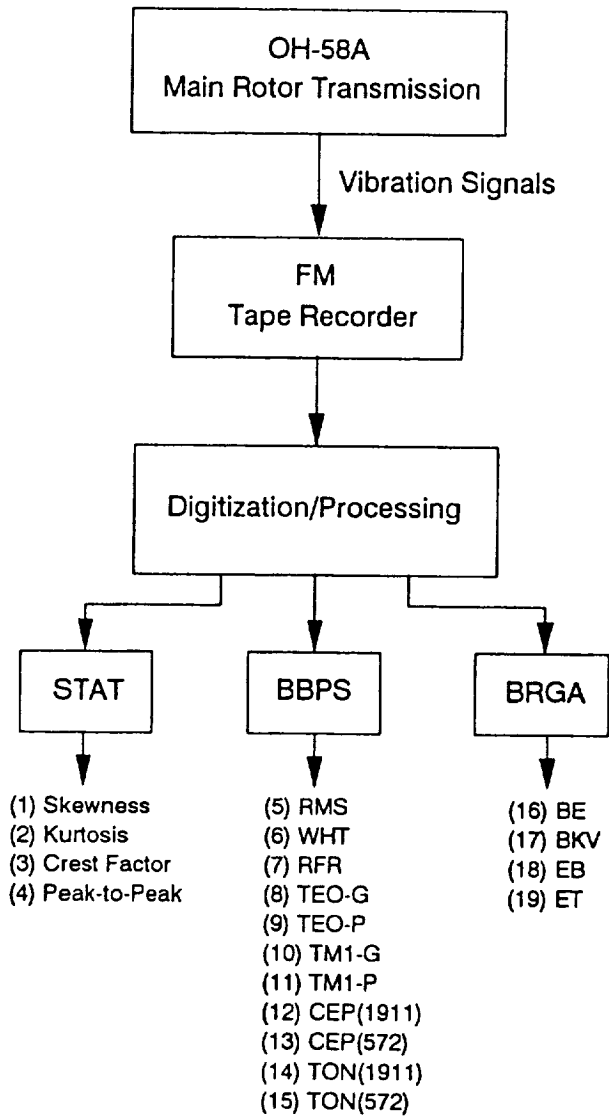 OH-58A
Main Rotor Transmission
Vibration Signals
FM
Tape Recorder
Digitization/Processing
STAT
BBPS
BRGA
(1) Skewness
(2) Kurtosis
(3) Crest Factor
(4) Peak-to-Peak
(5) RMS
(6) WHT
(7) RFR
(8) TEO-G
(9) TEO-P
(10) TM1-G
(11) TM1-P
(12) CEP(1911)
(13) CEP(572)
(14) TON(1911)
(15) TON(572)
(16) BE
(17) BKV
(18) EB
(19) ET